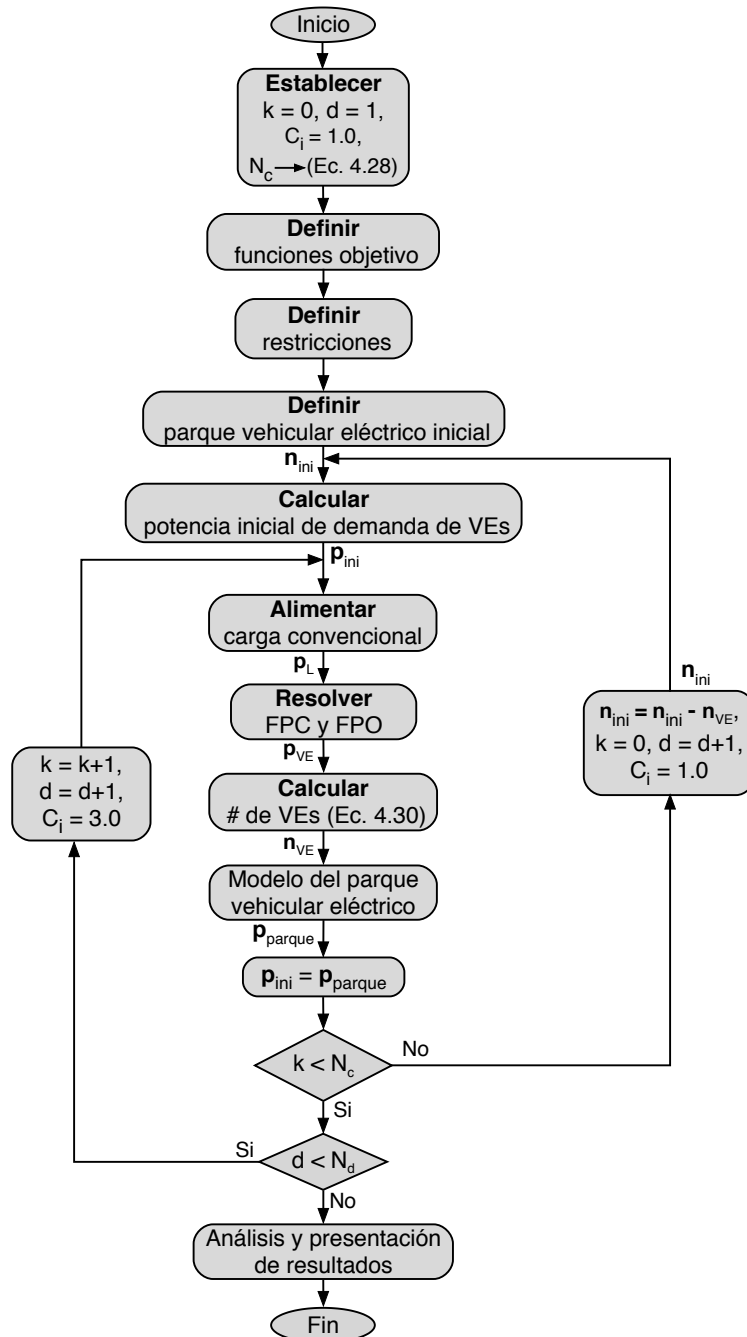 Inicio
Establecer
k = 0, d = 1,
C_i = 1.0,
N_c → (Ec. 4.28)
Definir
funciones objetivo
Definir
restricciones
Definir
parque vehicular eléctrico inicial
n_ini
Calcular
potencia inicial de demanda de VEs
p_ini
Alimentar
carga convencional
p_L
Resolver
FPC y FPO
p_VE
Calcular
# de VEs (Ec. 4.30)
n_VE
Modelo del parque
vehicular eléctrico
p_parque
p_ini = p_parque
k < N_c
No
Si
n_ini
n_ini = n_ini - n_VE,
k = 0, d = d+1,
C_i = 1.0
d < N_d
Si
No
k = k+1,
d = d+1,
C_i = 3.0
Análisis y presentación
de resultados
Fin